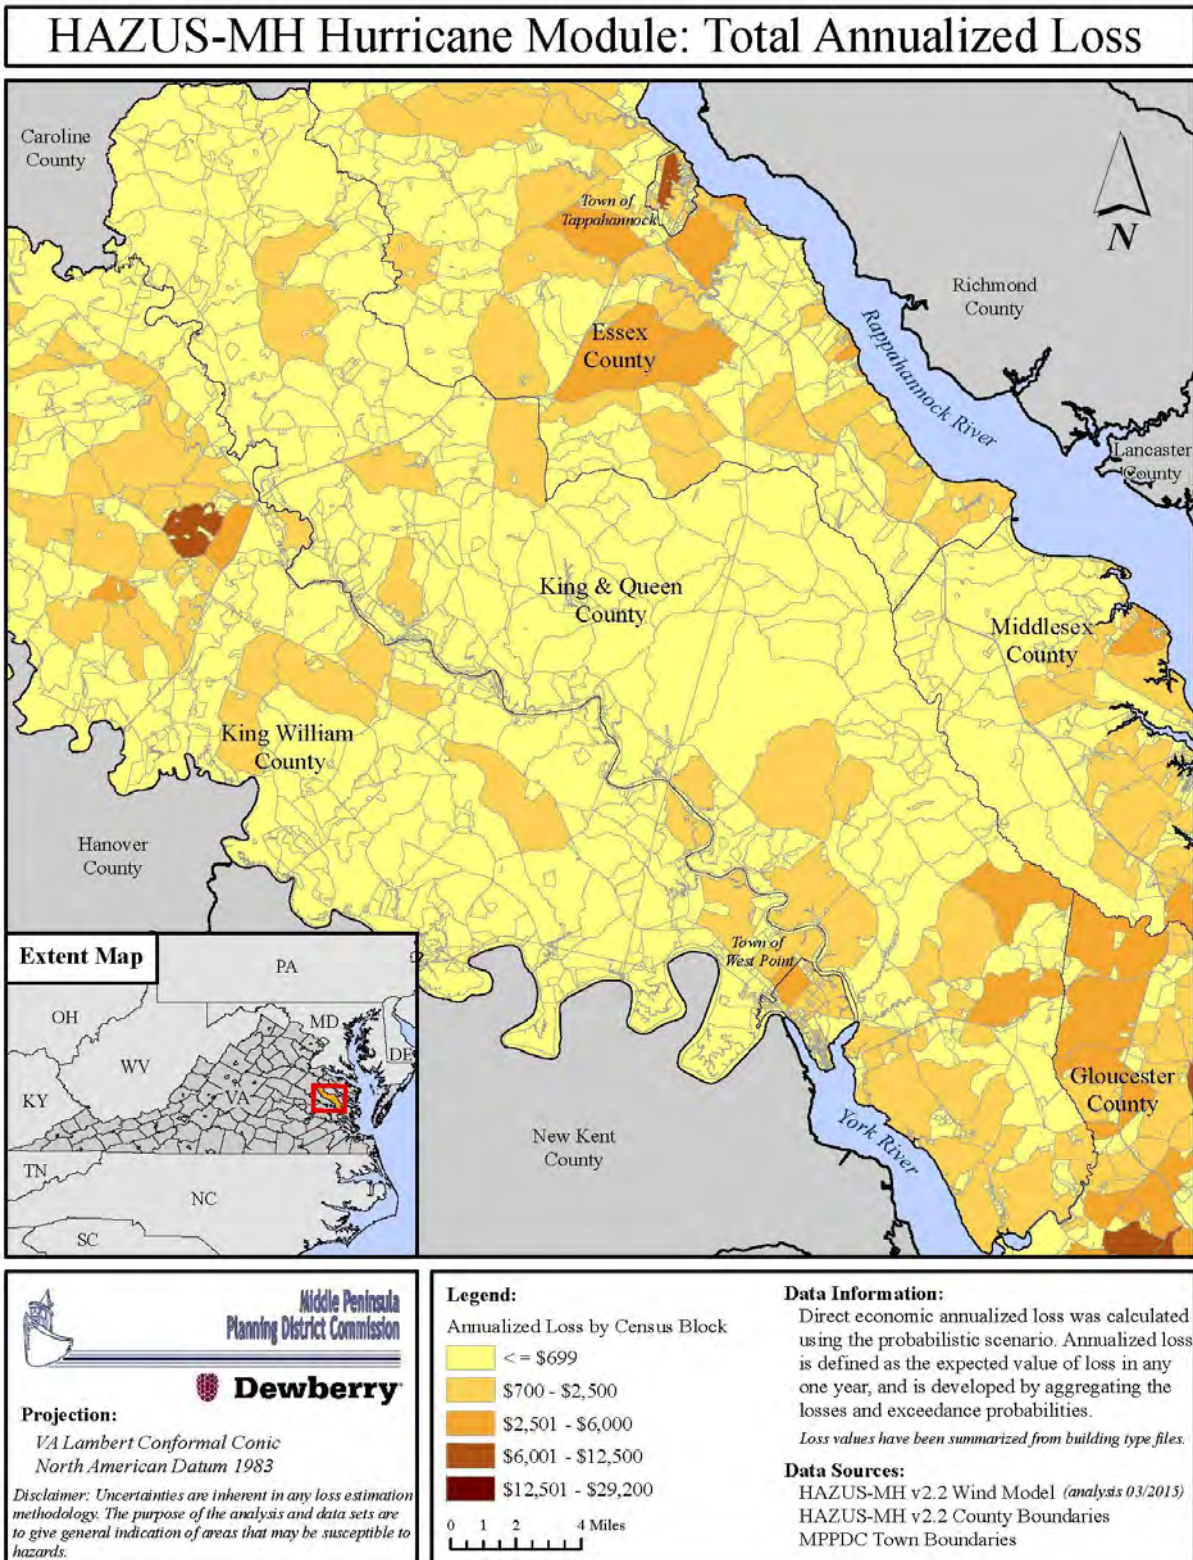 HAZUS-MH Hurricane Module: Total Annualized Loss
Caroline
County
Town of
Tappahannock
N
Richmond
County
Essex
County
Rappahannock River
Lancaster
County
King & Queen
County
Middlesex
County
King William
County
Hanover
County
Town of
West Point
Gloucester
County
New Kent
County
York River
Extent Map
PA
OH
MD
DE
WV
KY
VA
TN
NC
SC
Middle Peninsula
Planning District Commission
Dewberry
Projection:
VA Lambert Conformal Conic
North American Datum 1983
Disclaimer: Uncertainties are inherent in any loss estimation
methodology. The purpose of the analysis and data sets are
to give general indication of areas that may be susceptible to
hazards.
Legend:
Annualized Loss by Census Block
< = $699
$700 - $2,500
$2,501 - $6,000
$6,001 - $12,500
$12,501 - $29,200
0 1 2 4 Miles
Data Information:
Direct economic annualized loss was calculated
using the probabilistic scenario. Annualized loss
is defined as the expected value of loss in any
one year, and is developed by aggregating the
losses and exceedance probabilities.
Loss values have been summarized from building type files.
Data Sources:
HAZUS-MH v2.2 Wind Model (analysis 03/2015)
HAZUS-MH v2.2 County Boundaries
MPPDC Town Boundaries